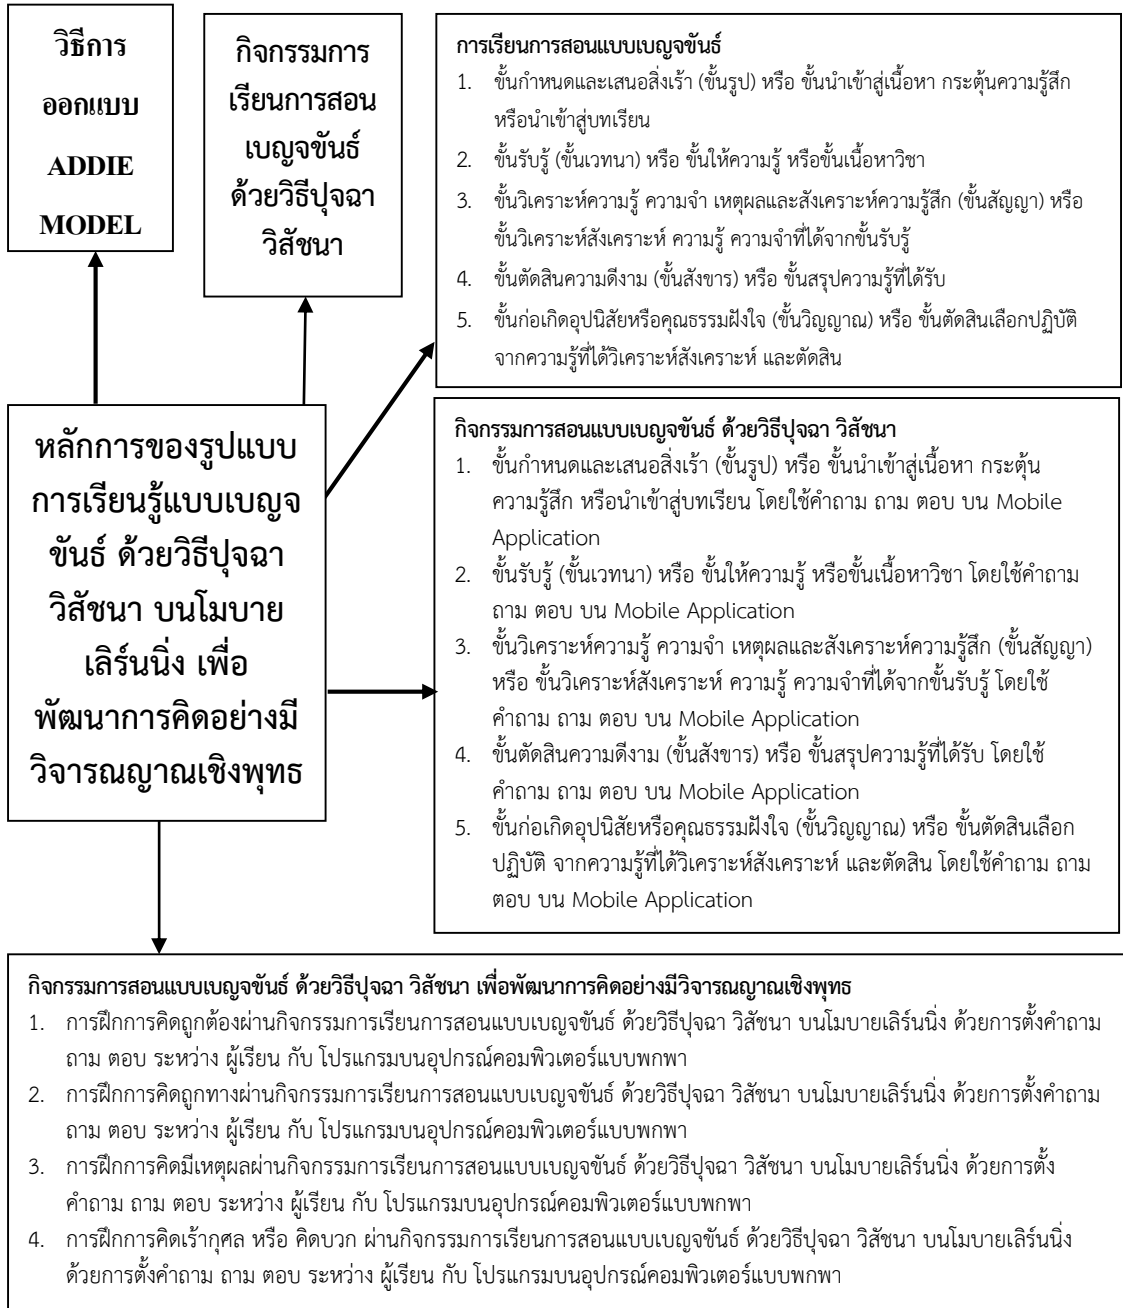 วิธีการ
ออกแบบ
ADDIE
MODEL
กิจกรรมการ
เรียนการสอน
เบญจขันธ์
ด้วยวิธีปุจฉา
วิสัชนา
การเรียนการสอนแบบเบญจขันธ์
1. ขั้นกำหนดและเสนอสิ่งเร้า (ขั้นรูป) หรือ ขั้นนำเข้าสู่เนื้อหา กระตุ้นความรู้สึก
หรือนำเข้าสู่บทเรียน
2. ขั้นรับรู้ (ขั้นเวทนา) หรือ ขั้นให้ความรู้ หรือขั้นเนื้อหาวิชา
3. ขั้นวิเคราะห์ความรู้ ความจำ เหตุผลและสังเคราะห์ความรู้สึก (ขั้นสัญญา) หรือ
ขั้นวิเคราะห์สังเคราะห์ ความรู้ ความจำที่ได้จากขั้นรับรู้
4. ขั้นตัดสินความดีงาม (ขั้นสังขาร) หรือ ขั้นสรุปความรู้ที่ได้รับ
5. ขั้นก่อเกิดอุปนิสัยหรือคุณธรรมฝังใจ (ขั้นวิญญาณ) หรือ ขั้นตัดสินเลือกปฏิบัติ
จากความรู้ที่ได้วิเคราะห์สังเคราะห์ และตัดสิน
หลักการของรูปแบบ
การเรียนรู้แบบเบญจ
ขันธ์ ด้วยวิธีปุจฉา
วิสัชนา บนโมบาย
เลิร์นนิ่ง เพื่อ
พัฒนาการคิดอย่างมี
วิจารณญาณเชิงพุทธ
กิจกรรมการสอนแบบเบญจขันธ์ ด้วยวิธีปุจฉา วิสัชนา
1. ขั้นกำหนดและเสนอสิ่งเร้า (ขั้นรูป) หรือ ขั้นนำเข้าสู่เนื้อหา กระตุ้น
ความรู้สึก หรือนำเข้าสู่บทเรียน โดยใช้คำถาม ถาม ตอบ บน Mobile
Application
2. ขั้นรับรู้ (ขั้นเวทนา) หรือ ขั้นให้ความรู้ หรือขั้นเนื้อหาวิชา โดยใช้คำถาม
ถาม ตอบ บน Mobile Application
3. ขั้นวิเคราะห์ความรู้ ความจำ เหตุผลและสังเคราะห์ความรู้สึก (ขั้นสัญญา)
หรือ ขั้นวิเคราะห์สังเคราะห์ ความรู้ ความจำที่ได้จากขั้นรับรู้ โดยใช้
คำถาม ถาม ตอบ บน Mobile Application
4. ขั้นตัดสินความดีงาม (ขั้นสังขาร) หรือ ขั้นสรุปความรู้ที่ได้รับ โดยใช้
คำถาม ถาม ตอบ บน Mobile Application
5. ขั้นก่อเกิดอุปนิสัยหรือคุณธรรมฝังใจ (ขั้นวิญญาณ) หรือ ขั้นตัดสินเลือก
ปฏิบัติ จากความรู้ที่ได้วิเคราะห์สังเคราะห์ และตัดสิน โดยใช้คำถาม ถาม
ตอบ บน Mobile Application
กิจกรรมการสอนแบบเบญจขันธ์ ด้วยวิธีปุจฉา วิสัชนา เพื่อพัฒนาการคิดอย่างมีวิจารณญาณเชิงพุทธ
1. การฝึกการคิดถูกต้องผ่านกิจกรรมการเรียนการสอนแบบเบญจขันธ์ ด้วยวิธีปุจฉา วิสัชนา บนโมบายเลิร์นนิ่ง ด้วยการตั้งคำถาม
ถาม ตอบ ระหว่าง ผู้เรียน กับ โปรแกรมบนอุปกรณ์คอมพิวเตอร์แบบพกพา
2. การฝึกการคิดถูกทางผ่านกิจกรรมการเรียนการสอนแบบเบญจขันธ์ ด้วยวิธีปุจฉา วิสัชนา บนโมบายเลิร์นนิ่ง ด้วยการตั้งคำถาม
ถาม ตอบ ระหว่าง ผู้เรียน กับ โปรแกรมบนอุปกรณ์คอมพิวเตอร์แบบพกพา
3. การฝึกการคิดมีเหตุผลผ่านกิจกรรมการเรียนการสอนแบบเบญจขันธ์ ด้วยวิธีปุจฉา วิสัชนา บนโมบายเลิร์นนิ่ง ด้วยการตั้ง
คำถาม ถาม ตอบ ระหว่าง ผู้เรียน กับ โปรแกรมบนอุปกรณ์คอมพิวเตอร์แบบพกพา
4. การฝึกการคิดเร้ากุศล หรือ คิดบวก ผ่านกิจกรรมการเรียนการสอนแบบเบญจขันธ์ ด้วยวิธีปุจฉา วิสัชนา บนโมบายเลิร์นนิ่ง
ด้วยการตั้งคำถาม ถาม ตอบ ระหว่าง ผู้เรียน กับ โปรแกรมบนอุปกรณ์คอมพิวเตอร์แบบพกพา